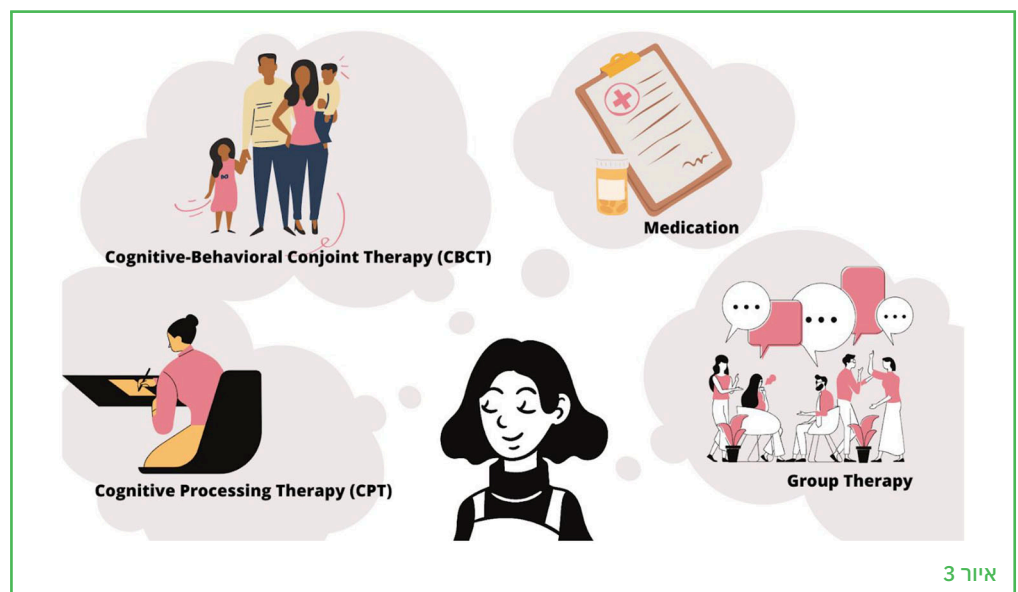 Medication
Cognitive-Behavioral Conjoint Therapy (CBCT)
Group Therapy
Cognitive Processing Therapy (CPT)
איור 3